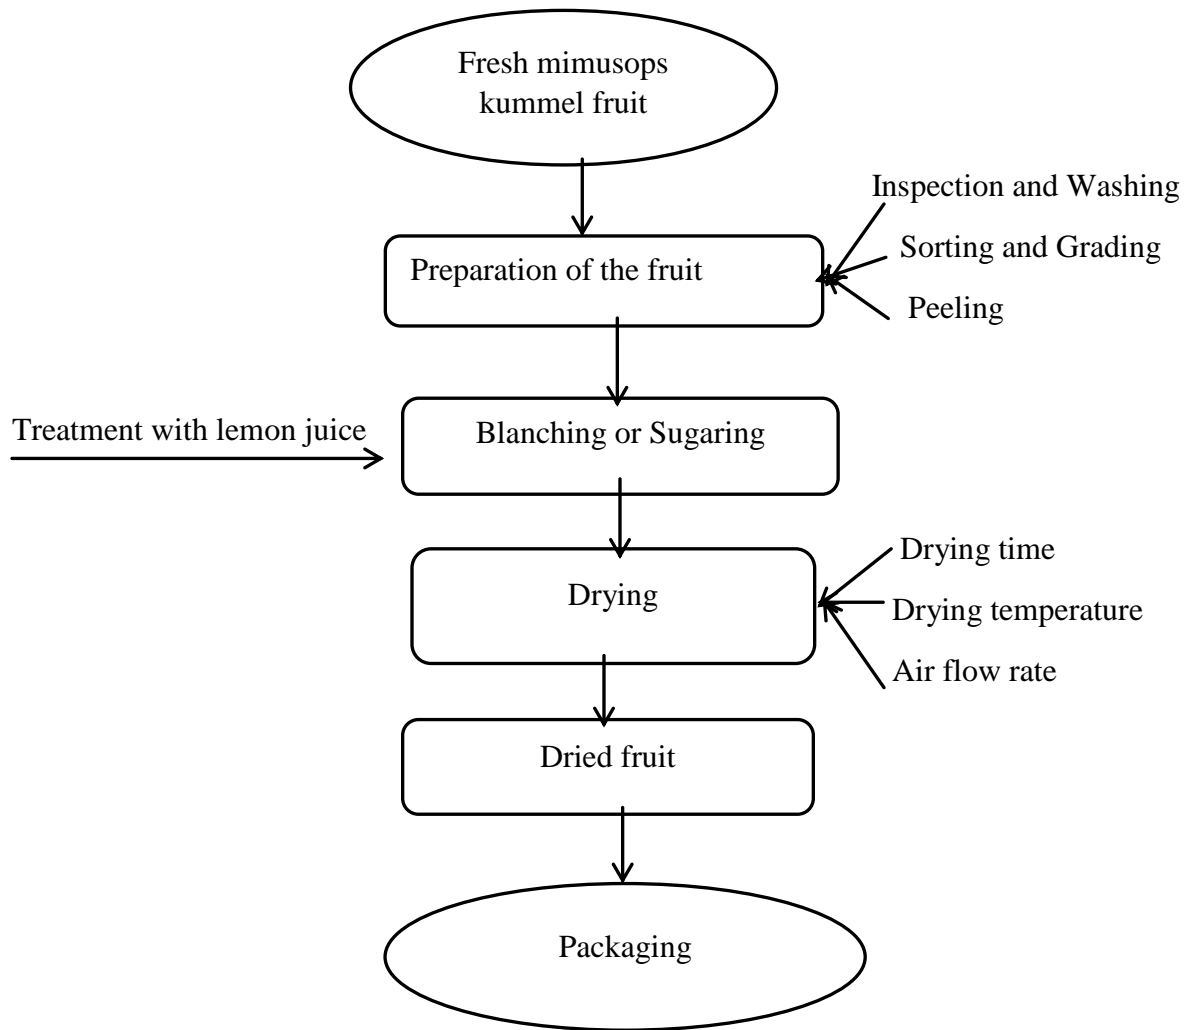 Fresh mimusops
kummel fruit
Inspection and Washing
Sorting and Grading
Preparation of the fruit
Peeling
Treatment with lemon juice
Blanching or Sugaring
Drying time
Drying
Drying temperature
Air flow rate
Dried fruit
Packaging